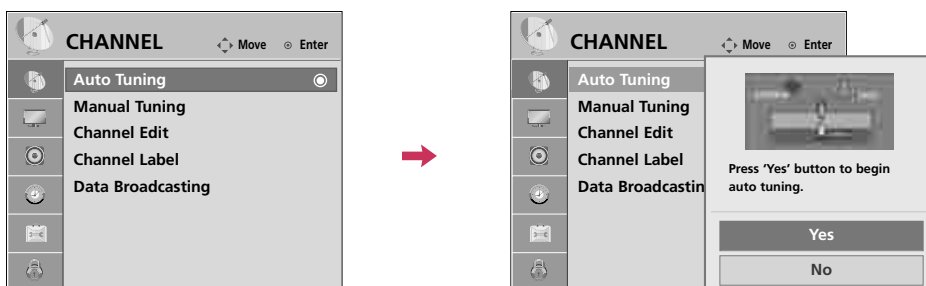 CHANNEL
Move
Enter
Auto Tuning
Manual Tuning
Channel Edit
Channel Label
Data Broadcasting
CHANNEL
Move
Enter
Auto Tuning
Manual Tuning
Channel Edit
Channel Label
Data Broadcastin
Press ‘Yes’ button to begin
auto tuning.
Yes
No